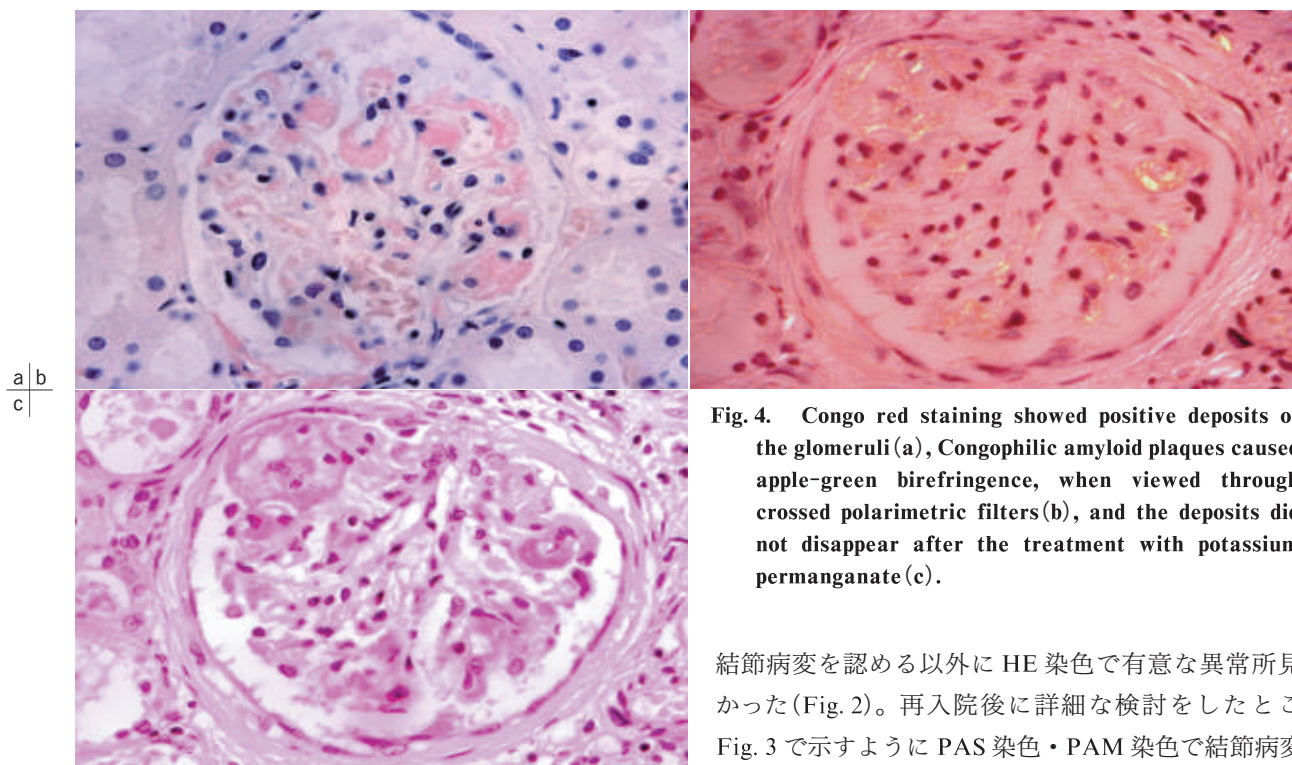 a b
c
Fig. 4. Congo red staining showed positive deposits o
the glomeruli(a), Congophilic amyloid plaques caused
apple-green birefringence, when viewed through
crossed polarimetric filters(b), and the deposits did
not disappear after the treatment with potassium
permanganate(c).
結節病変を認める以外に HE 染色で有意な異常所見
かった(Fig. 2)。再入院後に詳細な検討をしたとこ
Fig. 3 で示すように PAS 染色・PAM 染色で結節病変